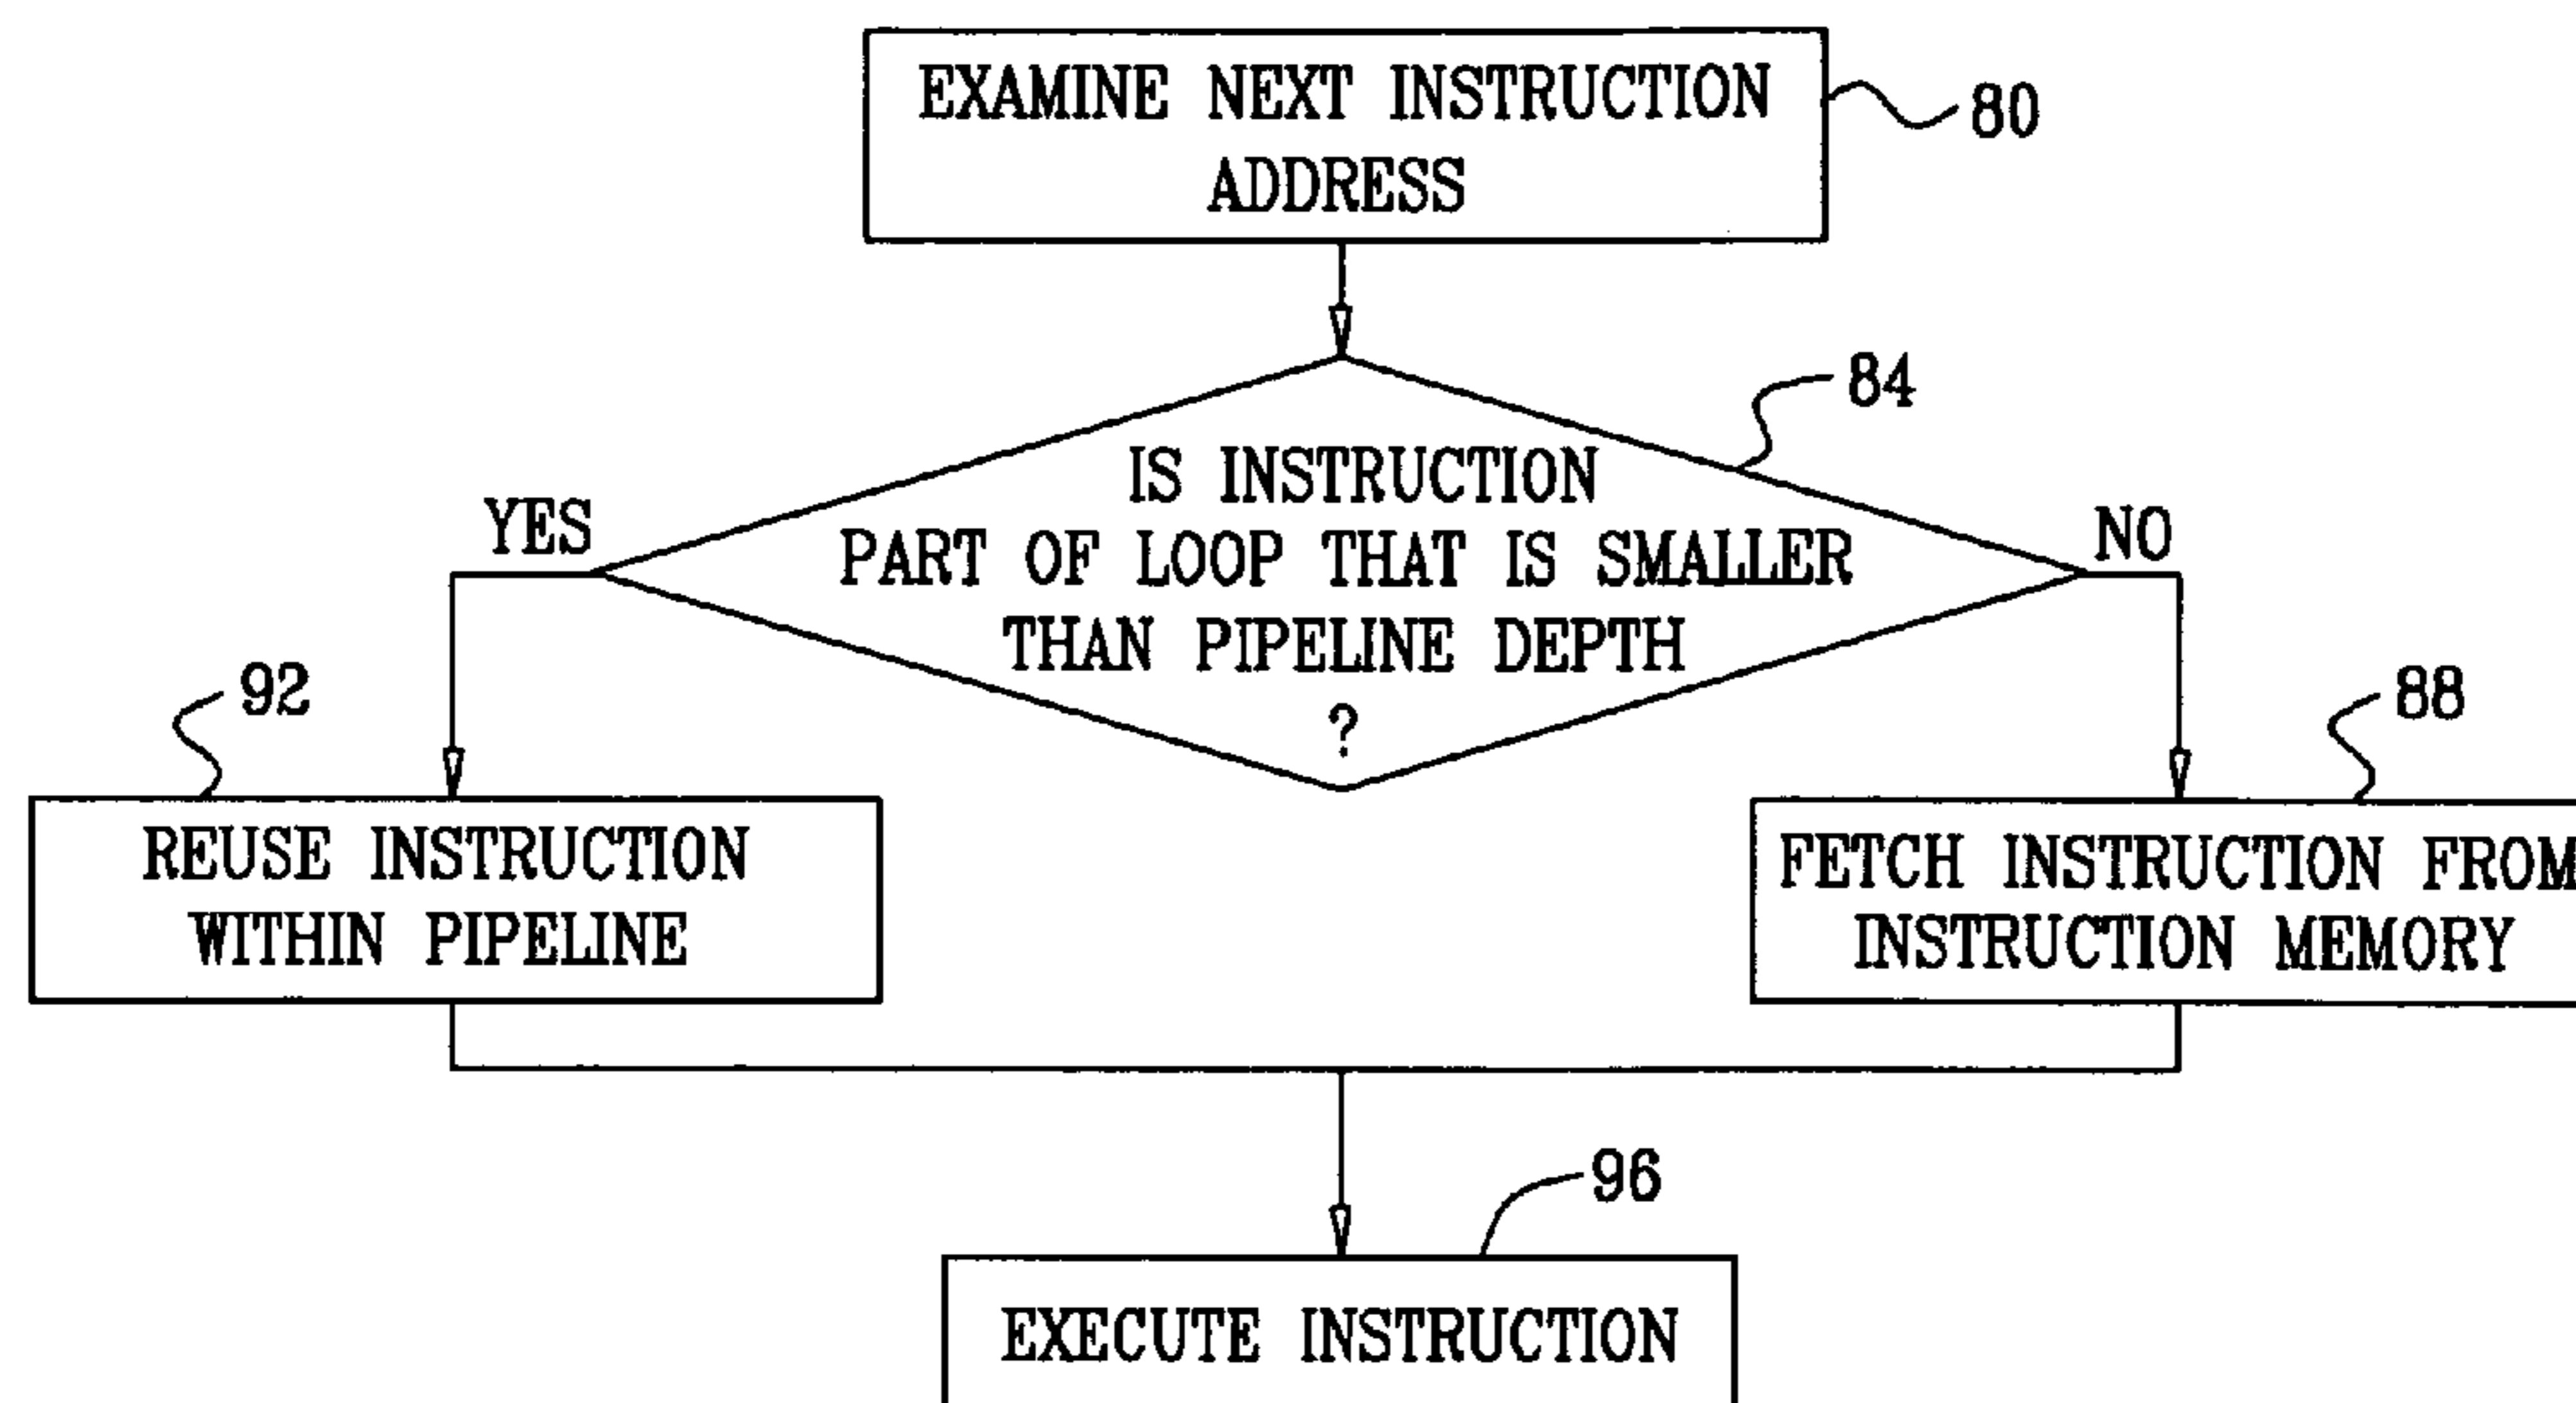 EXAMINE NEXT INSTRUCTION
ADDRESS
80
84
IS INSTRUCTION
PART OF LOOP THAT IS SMALLER
THAN PIPELINE DEPTH
?
YES
NO
92
88
REUSE INSTRUCTION
WITHIN PIPELINE
FETCH INSTRUCTION FROM
INSTRUCTION MEMORY
96
EXECUTE INSTRUCTION